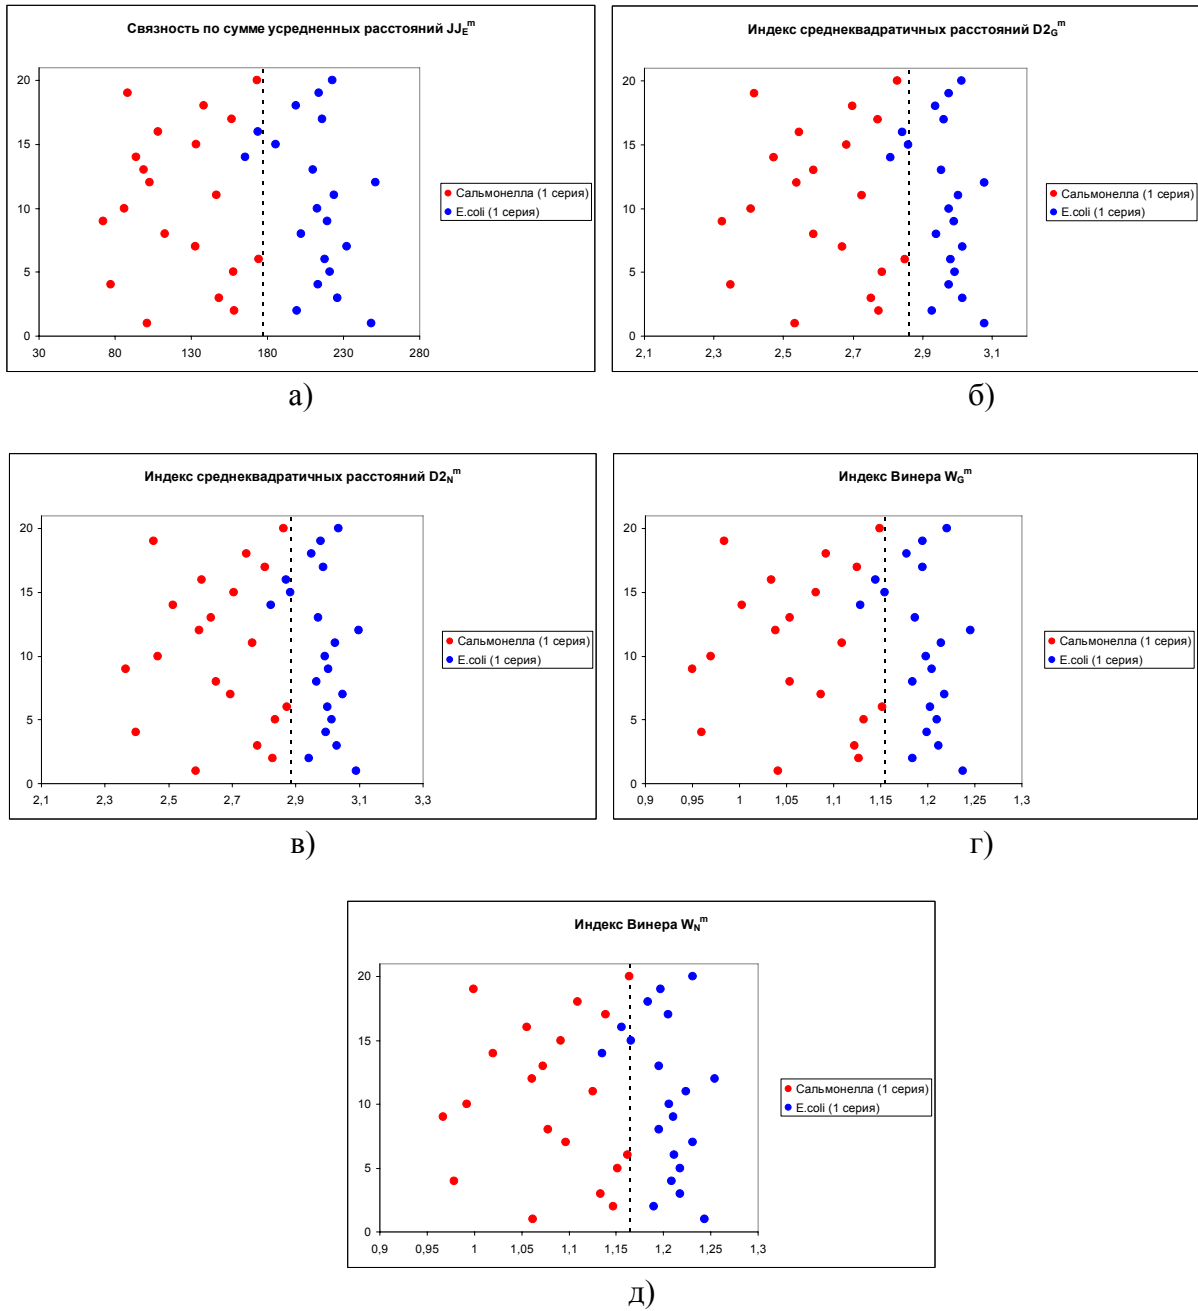 Связность по сумме усредненных расстояний JJ_E^m
20
15
10
5
0
30 80 130 180 230 280
Сальмонелла (1 серия)
E.coli (1 серия)
а)
Индекс среднеквадратичных расстояний D2_G^m
20
15
10
5
0
2,1 2,3 2,5 2,7 2,9 3,1
Сальмонелла (1 серия)
E.coli (1 серия)
б)
Индекс среднеквадратичных расстояний D2_N^m
20
15
10
5
0
2,1 2,3 2,5 2,7 2,9 3,1 3,3
Сальмонелла (1 серия)
E.coli (1 серия)
в)
Индекс Винера W_G^m
20
15
10
5
0
0,9 0,95 1 1,05 1,1 1,15 1,2 1,25 1,3
Сальмонелла (1 серия)
E.coli (1 серия)
г)
Индекс Винера W_N^m
20
15
10
5
0
0,9 0,95 1 1,05 1,1 1,15 1,2 1,25 1,3
Сальмонелла (1 серия)
E.coli (1 серия)
д)